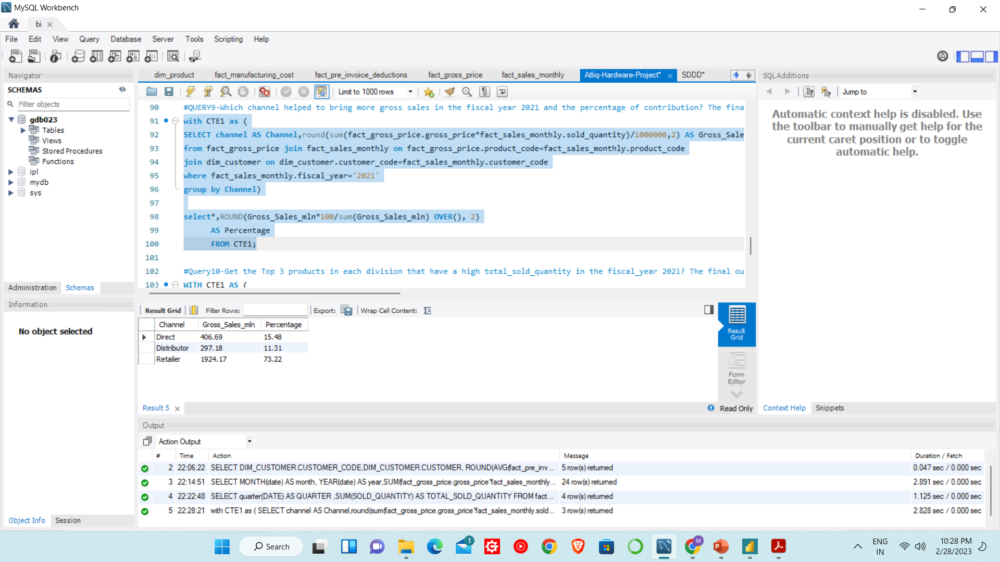 MySQL Workbench
bi
File Edit View Query Database Server Tools Scripting Help
Navigator
SCHEMAS
Filter objects
gdb023
Tables
Views
Stored Procedures
Functions
ipl
mydb
sys
Administration Schemas
Information
No object selected
Object Info Session
dim_product fact_manufacturing_cost fact_pre_invoice_deductions fact_gross_price fact_sales_monthly Atliq-Hardware-Project* SDDD*
Limit to 1000 rows
90 #QUERY9-Which channel helped to bring more gross sales in the fiscal year 2021 and the percentage of contribution? The fina
91 with CTE1 as (
92 SELECT channel AS Channel,round(sum(fact_gross_price.gross_price*fact_sales_monthly.sold_quantity)/1000000,2) AS Gross_Sale
93 from fact_gross_price join fact_sales_monthly on fact_gross_price.product_code=fact_sales_monthly.product_code
94 join dim_customer on dim_customer.customer_code=fact_sales_monthly.customer_code
95 where fact_sales_monthly.fiscal_year='2021'
96 group by Channel)
97
98 select*,ROUND(Gross_Sales_mln*100/sum(Gross_Sales_mln) OVER(), 2)
99 AS Percentage
100 FROM CTE1;
101
102 #Query10-Get the Top 3 products in each division that have a high total_sold_quantity in the fiscal_year 2021? The final ou
103 WITH CTE1 AS (
Result Grid Filter Rows: Export: Wrap Cell Content:
Channel Gross_Sales_mln Percentage
Direct 406.69 15.48
Distributor 297.18 11.31
Retailer 1924.17 73.22
Result Grid
Form Editor
Result 5
Read Only
SQLAdditions
Jump to
Automatic context help is disabled. Use
the toolbar to manually get help for the
current caret position or to toggle
automatic help.
Context Help Snippets
Output
Action Output
# Time Action Message Duration / Fetch
2 22:06:22 SELECT DIM_CUSTOMER.CUSTOMER_CODE,DIM_CUSTOMER.CUSTOMER, ROUND(AVG(fact_pre_inv... 5 row(s) returned 0.047 sec / 0.000 sec
3 22:14:51 SELECT MONTH(date) AS month, YEAR(date) AS year,SUM(fact_gross_price.gross_price*fact_sales_monthly... 24 row(s) returned 2.891 sec / 0.000 sec
4 22:22:48 SELECT quarter(DATE) AS QUARTER ,SUM(SOLD_QUANTITY) AS TOTAL_SOLD_QUANTITY FROM fact... 4 row(s) returned 1.125 sec / 0.000 sec
5 22:28:21 with CTE1 as ( SELECT channel AS Channel,round(sum(fact_gross_price.gross_price*fact_sales_monthly.sold... 3 row(s) returned 2.828 sec / 0.000 sec
Search
1
M
ENG
IN
10:28 PM
2/28/2023